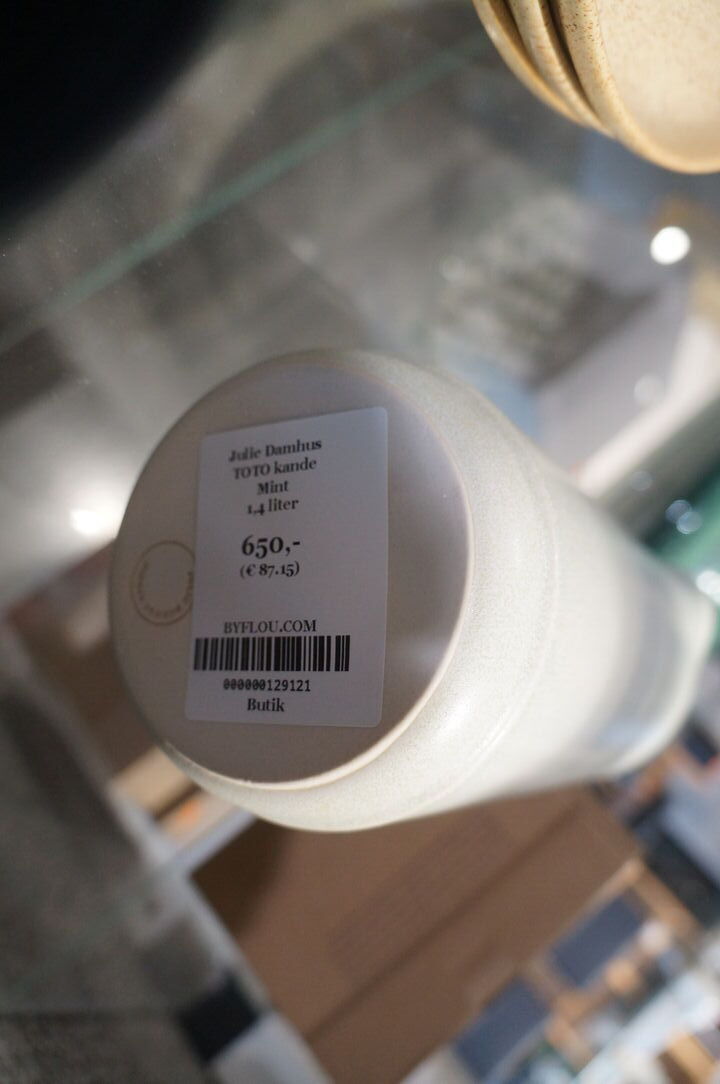 Julie Damhus
TOTO kande
Mint
1,4 liter
650,-
(€ 87.15)
BYFLOU.COM
000000129121
Butik